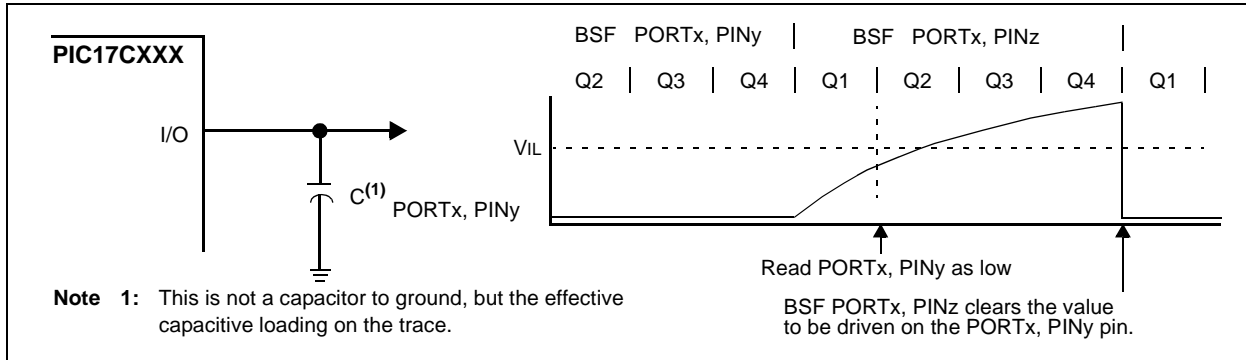 PIC17CXXX
I/O
C(1)
BSF PORTx, PINy | BSF PORTx, PINz |
Q2 | Q3 | Q4 | Q1 | Q2 | Q3 | Q4 | Q1 |
VIL
PORTx, PINy
Read PORTx, PINy as low
BSF PORTx, PINz clears the value
to be driven on the PORTx, PINy pin.
Note 1: This is not a capacitor to ground, but the effective
capacitive loading on the trace.